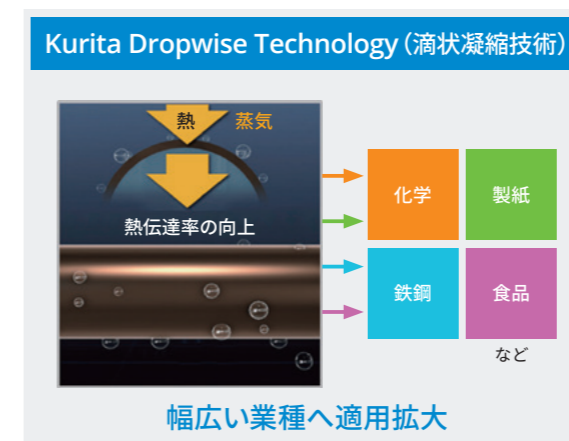 Kurita Dropwise Technology（滴状凝縮技術）
熱 蒸気
熱伝達率の向上
化学 製紙
鉄鋼 食品
など
幅広い業種へ適用拡大